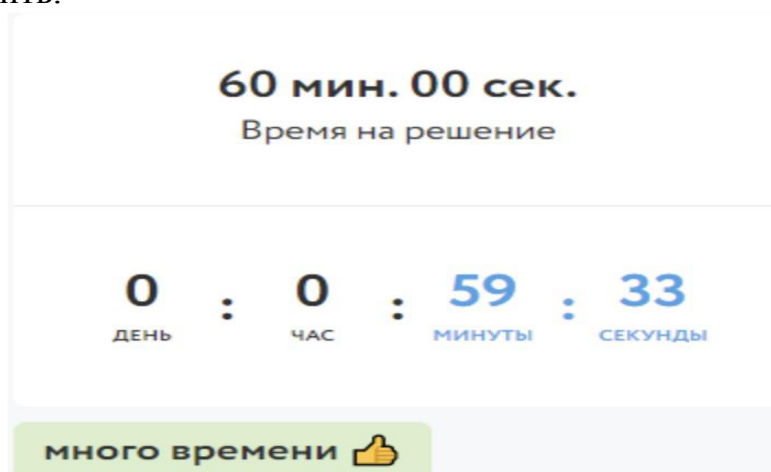 60 мин. 00 сек.
Время на решение
0 : 0 : 59 : 33
ДЕНЬ ЧАС МИНУТЫ СЕКУНДЫ
много времени 👍